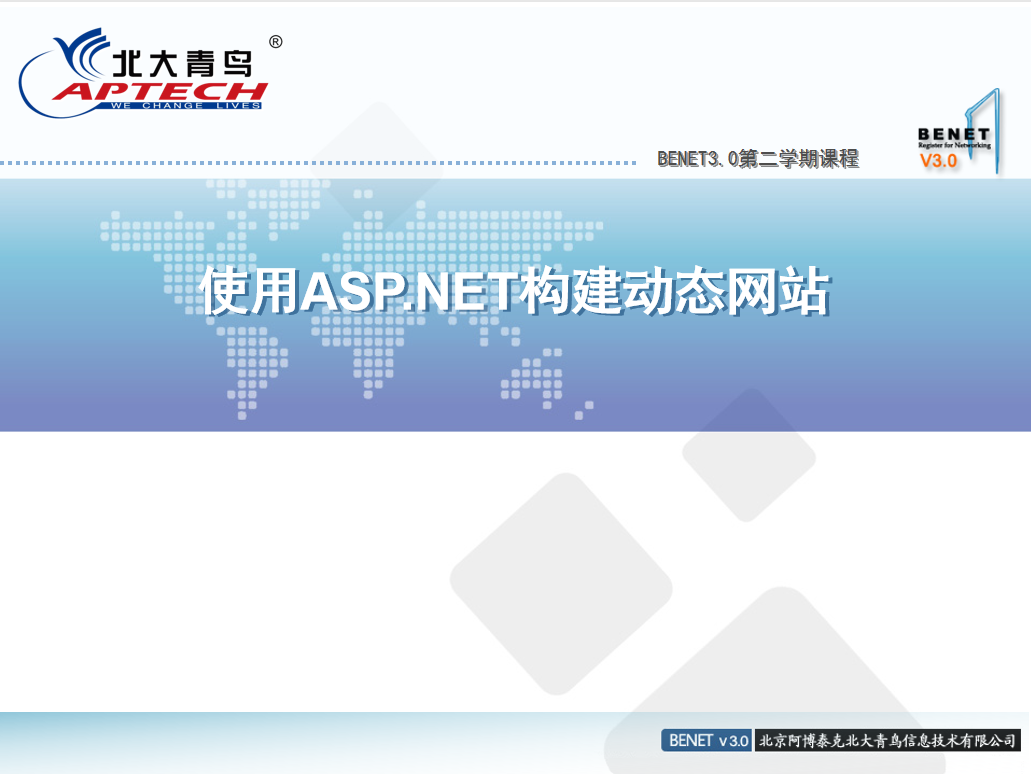 北大青鸟®
APTECH
WE CHANGE LIVES
BENET
Register for Networking
V3.0
BENET3.0第二学期课程
使用ASP.NET构建动态网站
BENET v3.0 北京阿博泰克北大青鸟信息技术有限公司